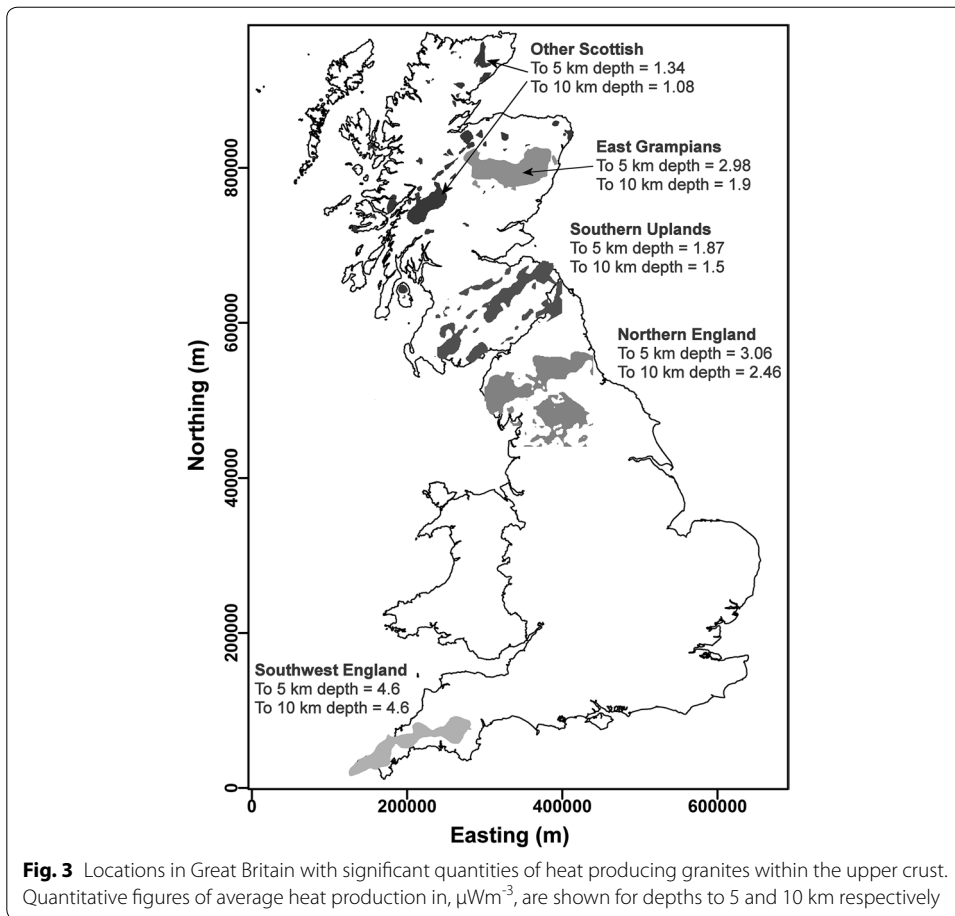 Other Scottish
To 5 km depth = 1.34
To 10 km depth = 1.08
East Grampians
To 5 km depth = 2.98
To 10 km depth = 1.9
Southern Uplands
To 5 km depth = 1.87
To 10 km depth = 1.5
Northern England
To 5 km depth = 3.06
To 10 km depth = 2.46
Southwest England
To 5 km depth = 4.6
To 10 km depth = 4.6
Northing (m)
800000
600000
400000
200000
0
0 200000 400000 600000
Easting (m)
Fig. 3 Locations in Great Britain with significant quantities of heat producing granites within the upper crust.
Quantitative figures of average heat production in, µWm⁻³, are shown for depths to 5 and 10 km respectively